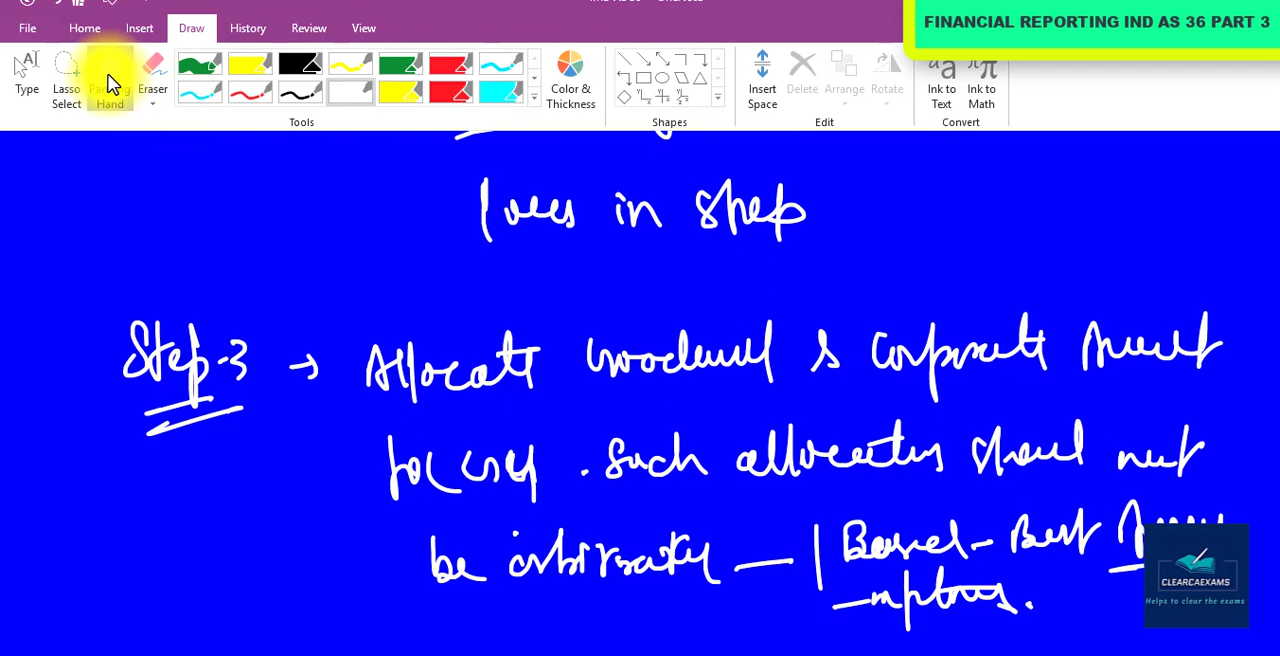 FINANCIAL REPORTING IND AS 36 PART 3
File Home Insert Draw History Review View
Type
Lasso Select
Hand
Eraser
Color & Thickness
Insert Space
Delete
Arrange
Rotate
Ink to Text
Ink to Math
Tools
Shapes
Edit
Convert
in step
Step-3 → Allocate Goodwill & Corporate Asset
for CGU. Such allocation should not
be arbitrary — Based - Best
CLEARCAEXAMS
Helps to clear the exams